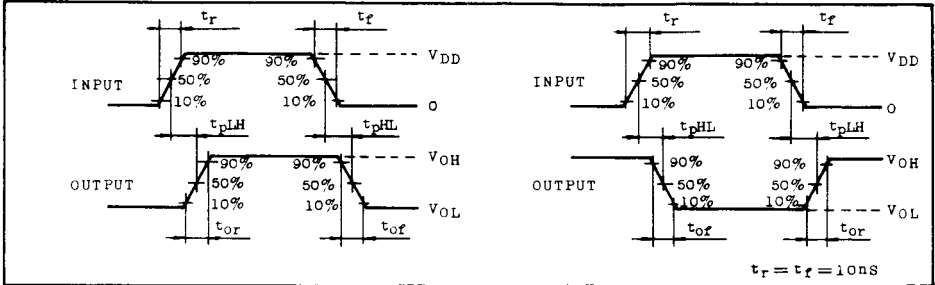 tr tf tr tf
90% 90% VDD 90% 90% VDD
INPUT 50% 50% INPUT 50% 50%
10% 10% 0 10% 10% 0
tpLH tpHL tpHL tpLH
90% 90% VOH 90% 90% VOH
OUTPUT 50% 50% OUTPUT 50% 50%
10% 10% VOL 10% 10% VOL
tor tof tof tor
tr=tf=10ns